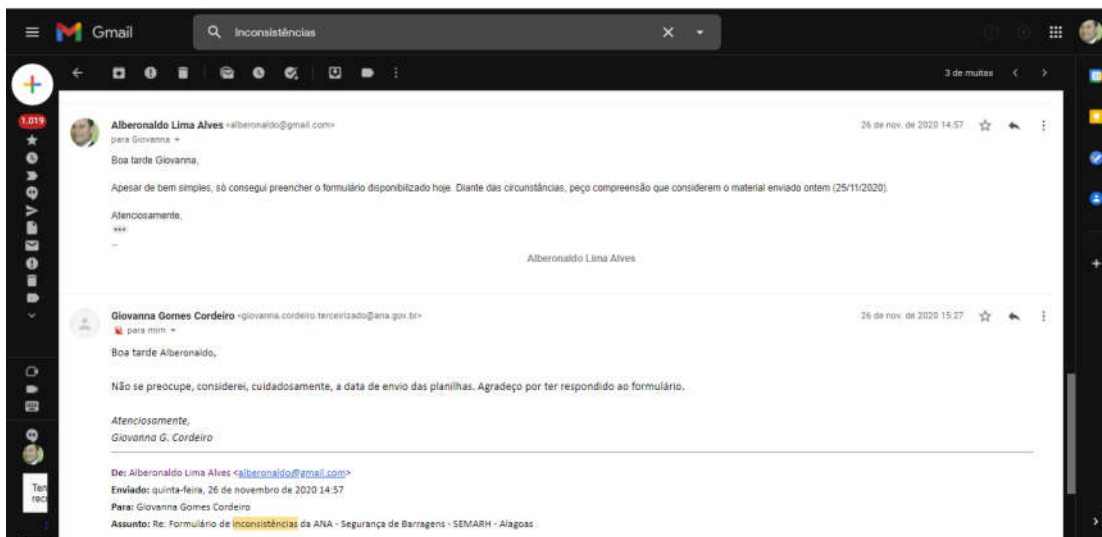 Gmail
Inconsistências
3 de muitas
1.019
Alberonaldo Lima Alves <alberonaldo@gmail.com>
26 de nov. de 2020 14:57
para Giovanna
Boa tarde Giovanna,
Apesar de bem simples, só consegui preencher o formulário disponibilizado hoje. Diante das circunstâncias, peço compreensão que considerem o material enviado ontem (25/11/2020).
Atenciosamente,
...
--
Alberonaldo Lima Alves
Giovanna Gomes Cordeiro <giovanna.cordeiro.terceirizado@ana.gov.br>
26 de nov. de 2020 15:27
para mim
Boa tarde Alberonaldo,
Não se preocupe, considerei, cuidadosamente, a data de envio das planilhas. Agradeço por ter respondido ao formulário.
Atenciosamente,
Giovanna G. Cordeiro
De: Alberonaldo Lima Alves <alberonaldo@gmail.com>
Enviado: quinta-feira, 26 de novembro de 2020 14:57
Para: Giovanna Gomes Cordeiro
Assunto: Re: Formulário de Inconsistências da ANA - Segurança de Barragens - SEMARH - Alagoas